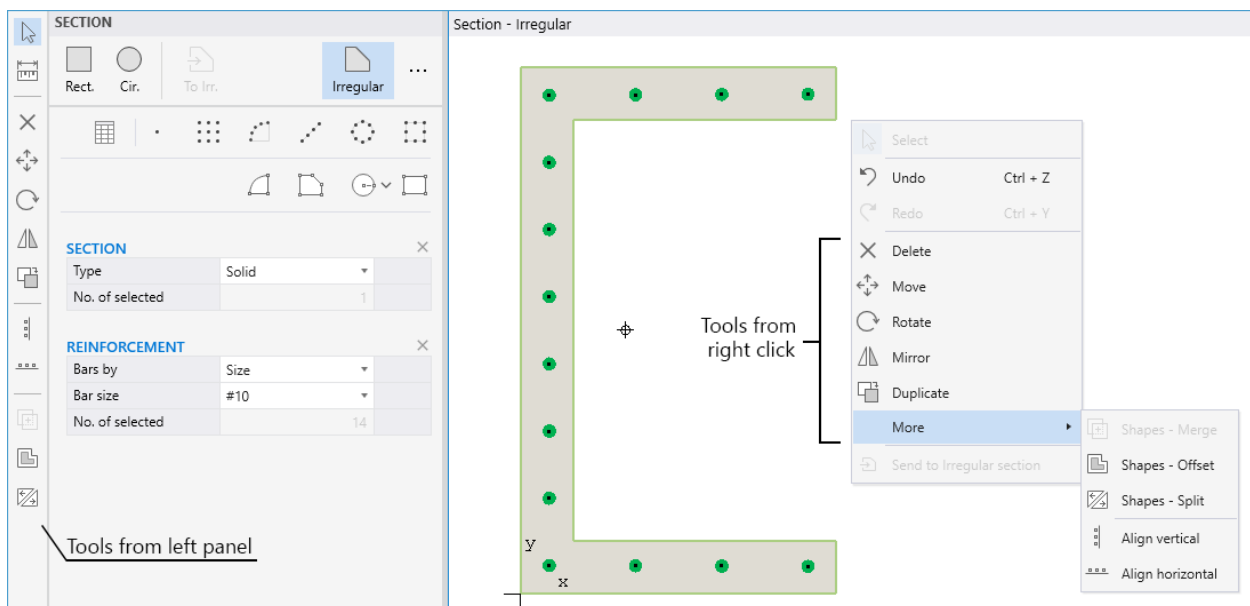 SECTION
Rect.
Cir.
To Irr.
Irregular
...
SECTION
Type Solid
No. of selected 1
REINFORCEMENT
Bars by Size
Bar size #10
No. of selected 14
Tools from left panel
Section - Irregular
y
x
Tools from
right click
Select
Undo Ctrl + Z
Redo Ctrl + Y
Delete
Move
Rotate
Mirror
Duplicate
More
Send to Irregular section
Shapes - Merge
Shapes - Offset
Shapes - Split
Align vertical
Align horizontal